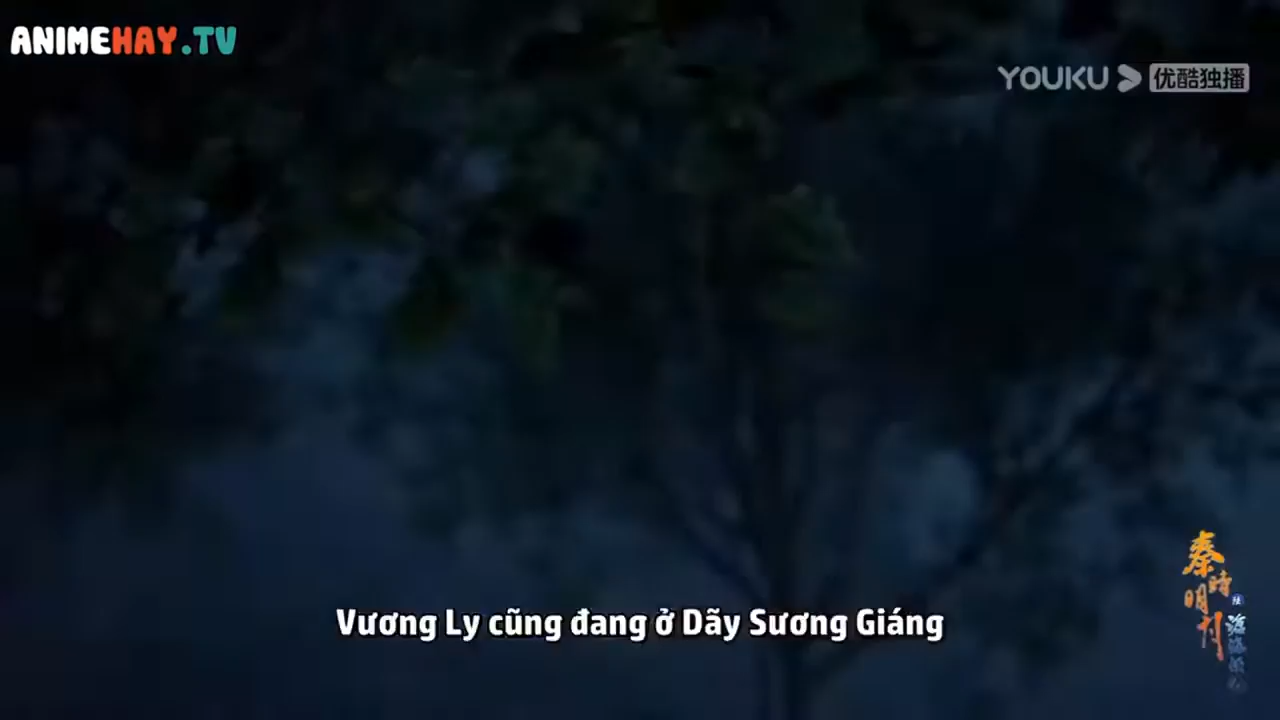 ANIMEHAY.TV
YOUKU 优酷独播
秦时明月
Vương Ly cũng đang ở Dãy Sương Giáng